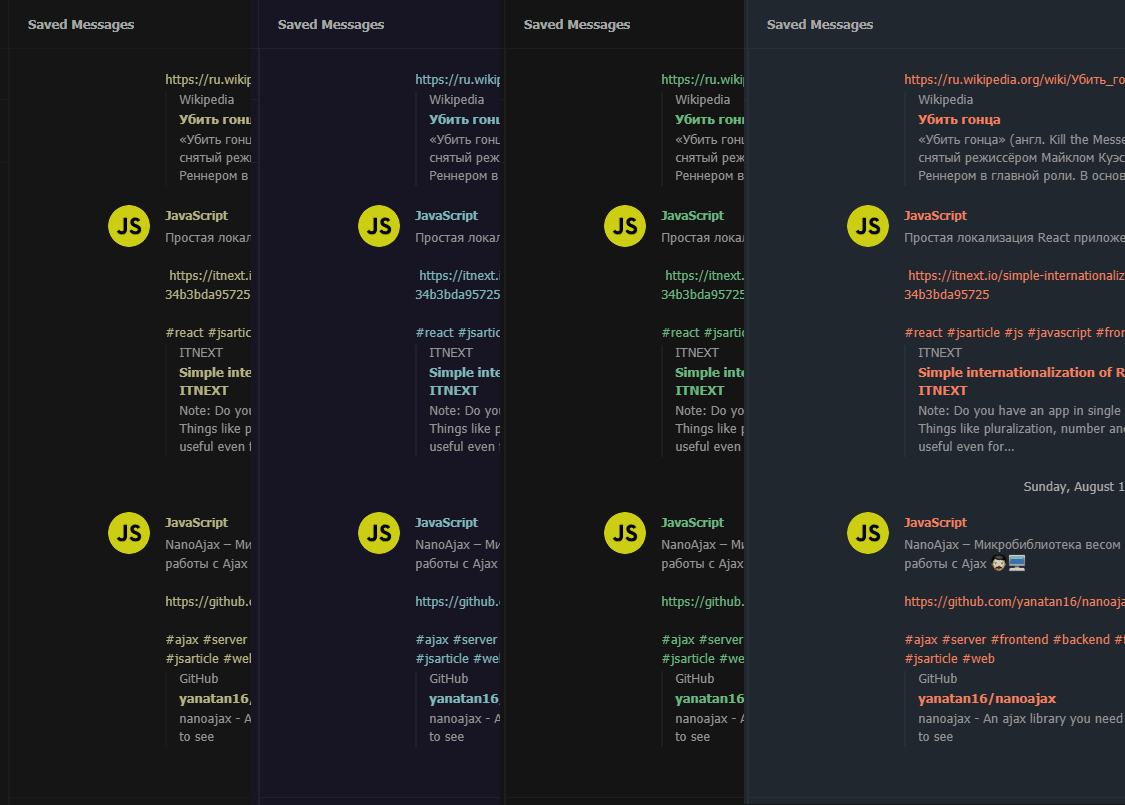 Saved Messages
https://ru.wikip
Wikipedia
Убить гонц
«Убить гонц
снятый режи
Реннером в
JS
JavaScript
Простая локал
https://itnext.i
34b3bda95725
#react #jsartic
ITNEXT
Simple inte
ITNEXT
Note: Do you
Things like p
useful even f
JS
JavaScript
NanoAjax – Ми
работы с Ajax
https://github.c
#ajax #server
#jsarticle #wel
GitHub
yanatan16/
nanoajax - A
to see
Saved Messages
https://ru.wikip
Wikipedia
Убить гонц
«Убить гонц
снятый реж
Реннером в
JS
JavaScript
Простая локал
https://itnext.i
34b3bda95725
#react #jsartic
ITNEXT
Simple inte
ITNEXT
Note: Do you
Things like p
useful even f
JS
JavaScript
NanoAjax – Ми
работы с Ajax
https://github.c
#ajax #server
#jsarticle #wel
GitHub
yanatan16
nanoajax - A
to see
Saved Messages
https://ru.wiki
Wikipedia
Убить гон
«Убить гон
снятый реж
Реннером в
JS
JavaScript
Простая локал
https://itnext.
34b3bda95725
#react #jsarti
ITNEXT
Simple inte
ITNEXT
Note: Do yo
Things like p
useful even
JS
JavaScript
NanoAjax – М
работы с Ajax
https://github.
#ajax #server
#jsarticle #we
GitHub
yanatan16
nanoajax - A
to see
Saved Messages
https://ru.wikipedia.org/wiki/Убить_го
Wikipedia
Убить гонца
«Убить гонца» (англ. Kill the Messe
снятый режиссёром Майклом Куэс
Реннером в главной роли. В основ
JS
JavaScript
Простая локализация React приложе
https://itnext.io/simple-internationaliz
34b3bda95725
#react #jsarticle #js #javascript #fron
ITNEXT
Simple internationalization of R
ITNEXT
Note: Do you have an app in single
Things like pluralization, number and
useful even for...
Sunday, August 1
JS
JavaScript
NanoAjax – Микробиблиотека весом
работы с Ajax
https://github.com/yanatan16/nanoaja
#ajax #server #frontend #backend #f
#jsarticle #web
GitHub
yanatan16/nanoajax
nanoajax - An ajax library you need
to see